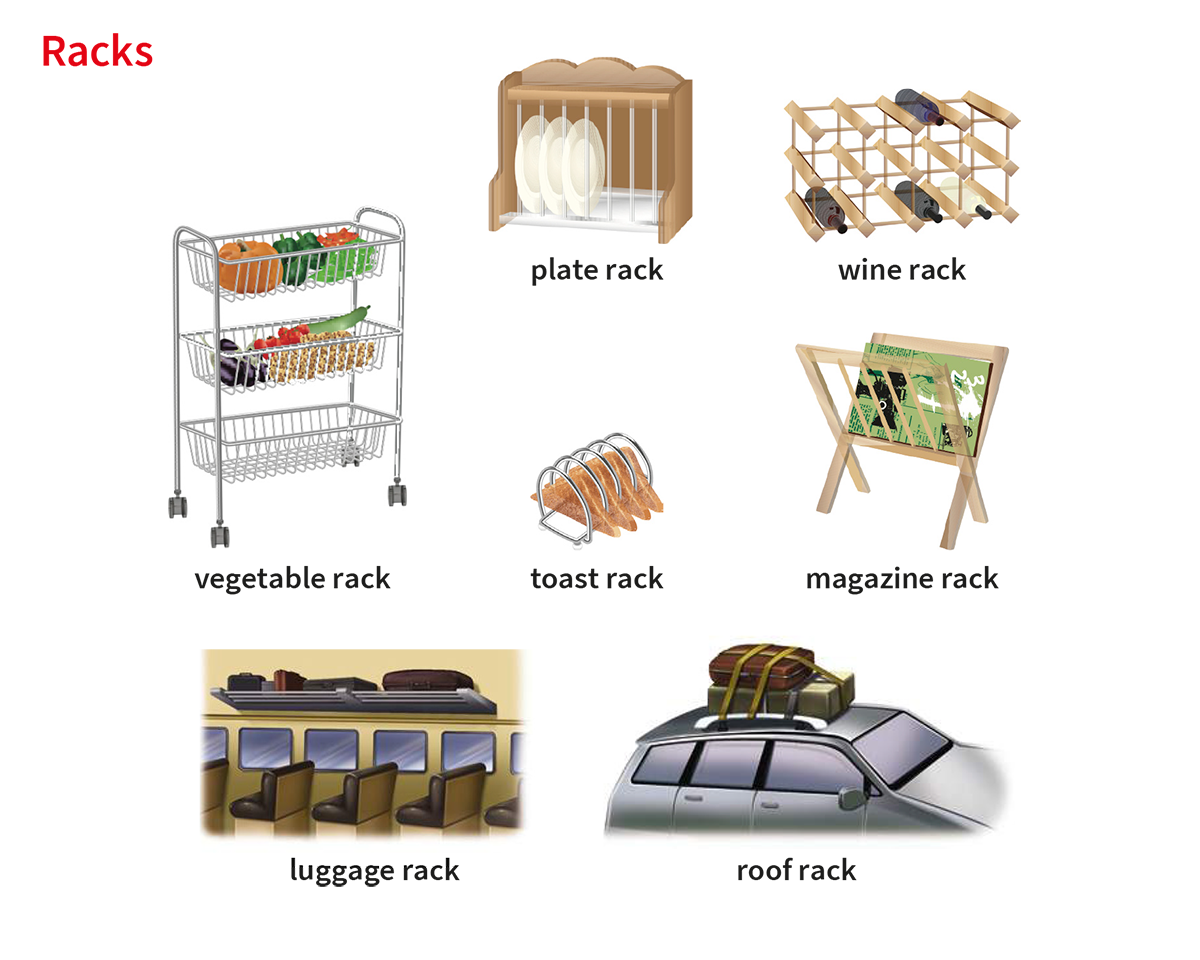 Racks
plate rack
wine rack
vegetable rack
toast rack
magazine rack
luggage rack
roof rack